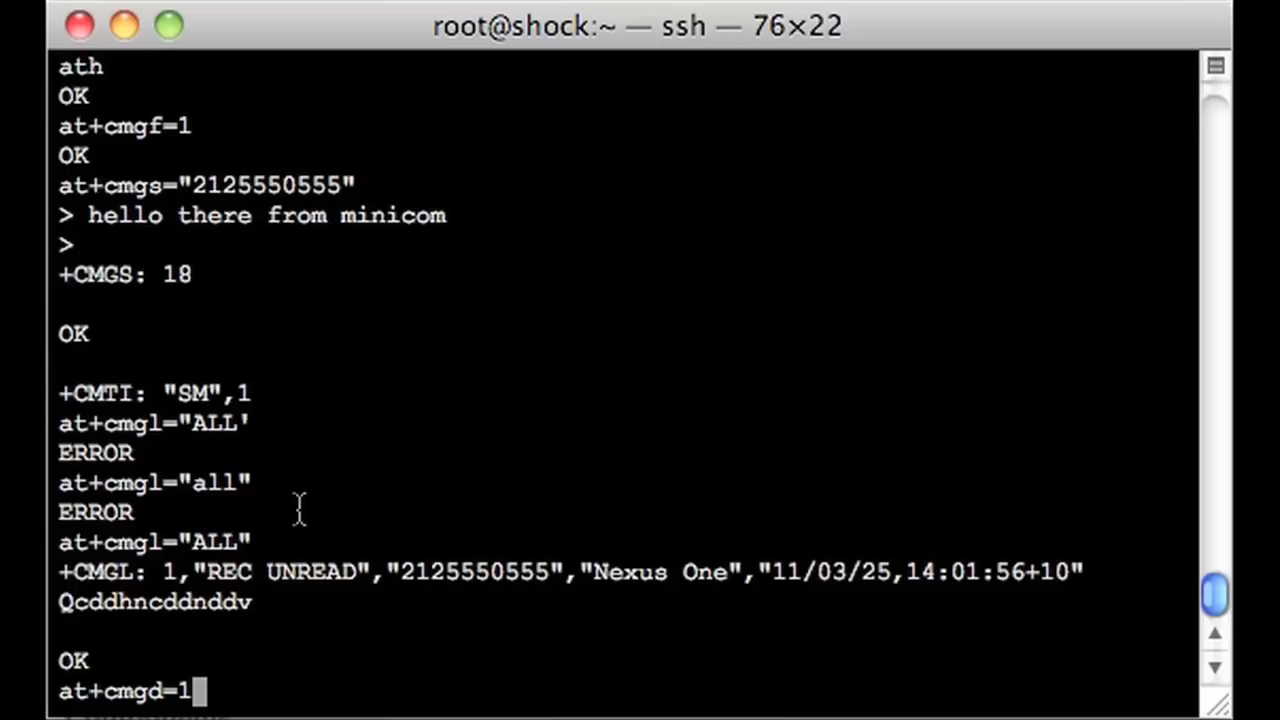 root@shock:~ — ssh — 76×22
ath
OK
at+cmgf=1
OK
at+cmgs="2125550555"
> hello there from minicom
>
+CMGS: 18
OK
+CMTI: "SM",1
at+cmgl="ALL'
ERROR
at+cmgl="all"
ERROR
at+cmgl="ALL"
+CMGL: 1,"REC UNREAD","2125550555","Nexus One","11/03/25,14:01:56+10"
Qcddhncddnddv
OK
at+cmgd=1